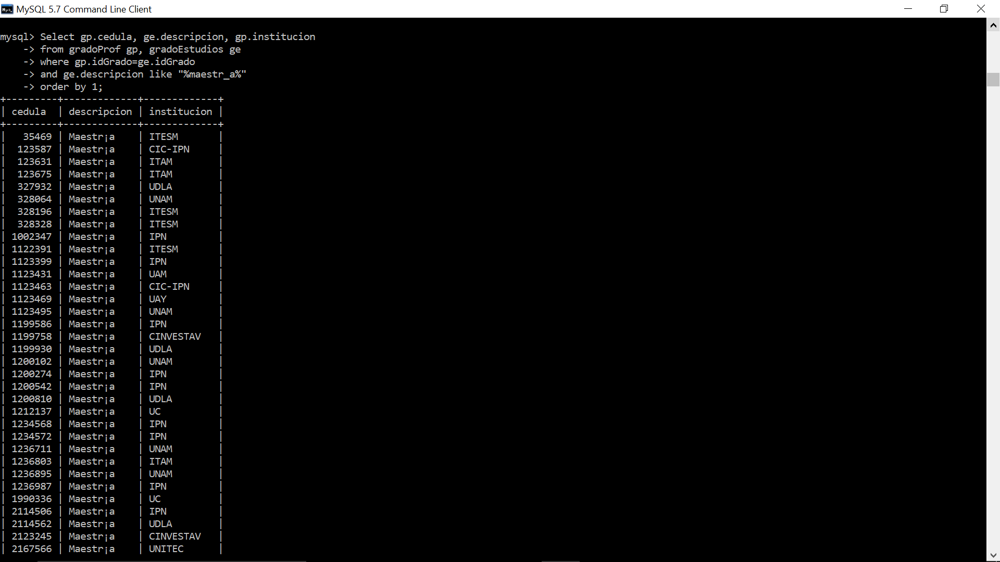 MySQL 5.7 Command Line Client
mysql> Select gp.cedula, ge.descripcion, gp.institucion
    -> from gradoProf gp, gradoEstudios ge
    -> where gp.idGrado=ge.idGrado
    -> and ge.descripcion like "%maestr_a%"
    -> order by 1;
+---------+-------------+-------------+
| cedula  | descripcion | institucion |
+---------+-------------+-------------+
|   35469 | Maestr¡a    | ITESM       |
|  123587 | Maestr¡a    | CIC-IPN     |
|  123631 | Maestr¡a    | ITAM        |
|  123675 | Maestr¡a    | ITAM        |
|  327932 | Maestr¡a    | UDLA        |
|  328064 | Maestr¡a    | UNAM        |
|  328196 | Maestr¡a    | ITESM       |
|  328328 | Maestr¡a    | ITESM       |
| 1002347 | Maestr¡a    | IPN         |
| 1122391 | Maestr¡a    | ITESM       |
| 1123399 | Maestr¡a    | IPN         |
| 1123431 | Maestr¡a    | UAM         |
| 1123463 | Maestr¡a    | CIC-IPN     |
| 1123469 | Maestr¡a    | UAY         |
| 1123495 | Maestr¡a    | UNAM        |
| 1199586 | Maestr¡a    | IPN         |
| 1199758 | Maestr¡a    | CINVESTAV   |
| 1199930 | Maestr¡a    | UDLA        |
| 1200102 | Maestr¡a    | UNAM        |
| 1200274 | Maestr¡a    | IPN         |
| 1200542 | Maestr¡a    | IPN         |
| 1200810 | Maestr¡a    | UDLA        |
| 1212137 | Maestr¡a    | UC          |
| 1234568 | Maestr¡a    | IPN         |
| 1234572 | Maestr¡a    | IPN         |
| 1236711 | Maestr¡a    | UNAM        |
| 1236803 | Maestr¡a    | ITAM        |
| 1236895 | Maestr¡a    | UNAM        |
| 1236987 | Maestr¡a    | IPN         |
| 1990336 | Maestr¡a    | UC          |
| 2114506 | Maestr¡a    | IPN         |
| 2114562 | Maestr¡a    | UDLA        |
| 2123245 | Maestr¡a    | CINVESTAV   |
| 2167566 | Maestr¡a    | UNITEC      |